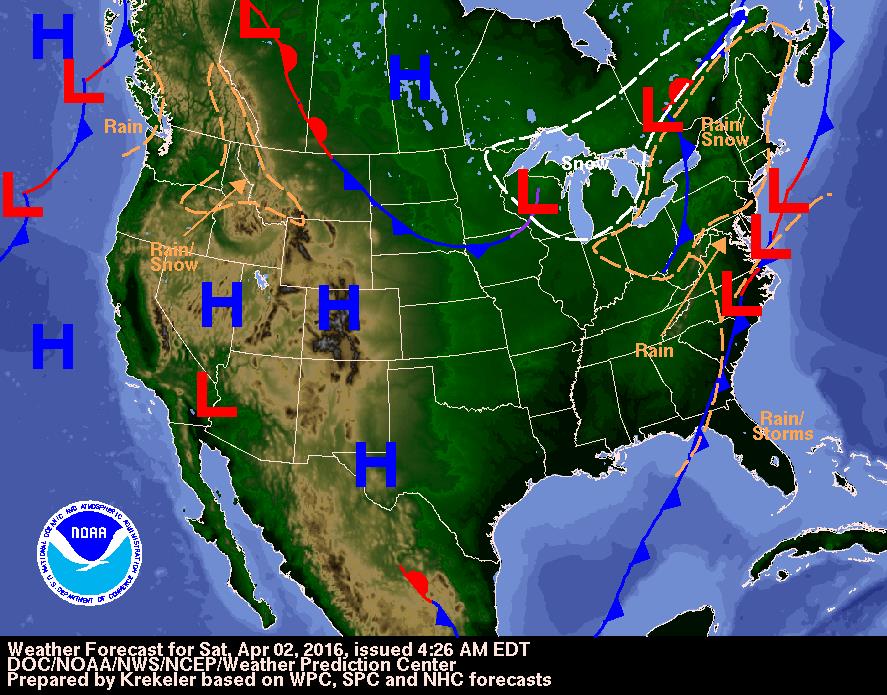 H
L
L
H
L
Rain
Rain/
Snow
Snow
L
L
L
Rain/
Snow
L
L
H
H
H
L
Rain
L
Rain/
Storms
H
NATIONAL OCEANIC AND ATMOSPHERIC ADMINISTRATION
NOAA
U.S. DEPARTMENT OF COMMERCE
Weather Forecast for Sat, Apr 02, 2016, issued 4:26 AM EDT
DOC/NOAA/NWS/NCEP/Weather Prediction Center
Prepared by Krekeler based on WPC, SPC and NHC forecasts